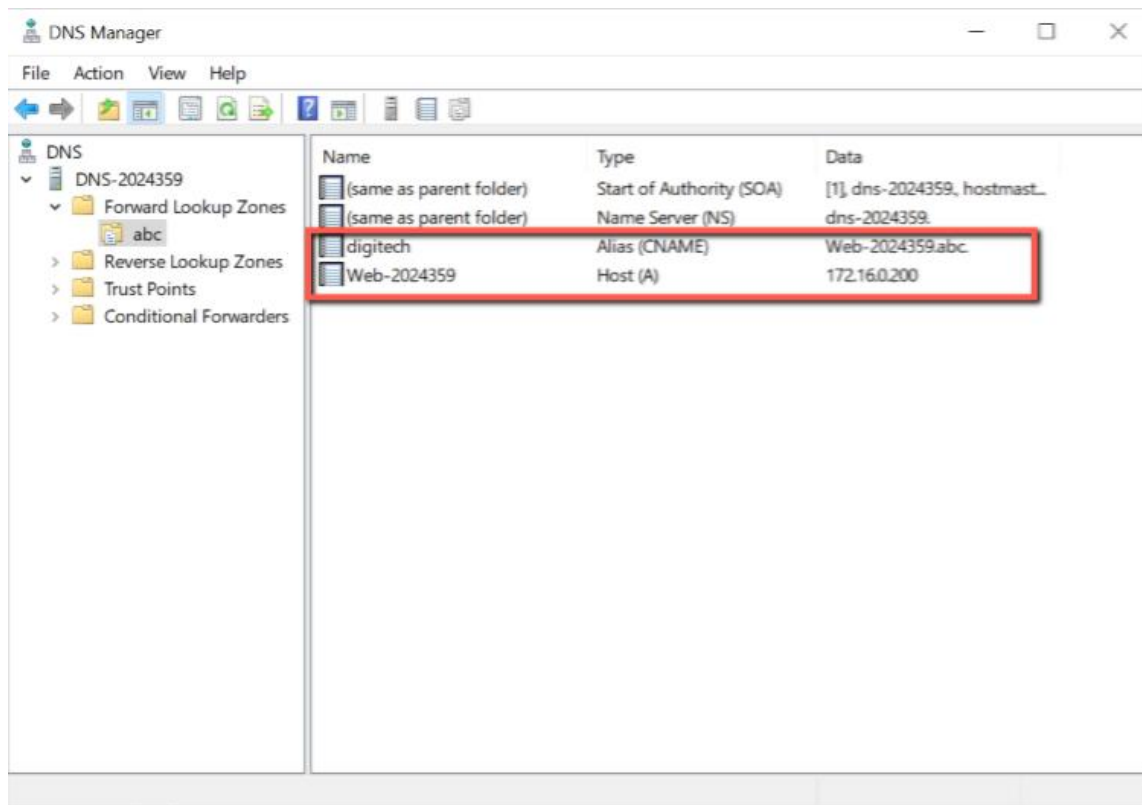 DNS Manager
File Action View Help
DNS
DNS-2024359
Forward Lookup Zones
abc
Reverse Lookup Zones
Trust Points
Conditional Forwarders
Name Type Data
(same as parent folder) Start of Authority (SOA) [1], dns-2024359., hostmast...
(same as parent folder) Name Server (NS) dns-2024359.
digitech Alias (CNAME) Web-2024359.abc.
Web-2024359 Host (A) 172.16.0.200